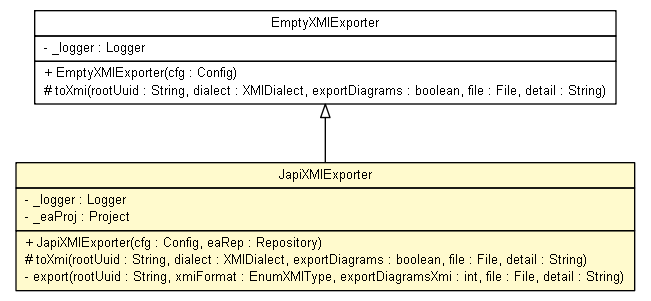 EmptyXMIExporter
- _logger : Logger
+ EmptyXMIExporter(cfg : Config)
# toXmi(rootUuid : String, dialect : XMIDialect, exportDiagrams : boolean, file : File, detail : String)
JapiXMIExporter
- _logger : Logger
- _eaProj : Project
+ JapiXMIExporter(cfg : Config, eaRep : Repository)
# toXmi(rootUuid : String, dialect : XMIDialect, exportDiagrams : boolean, file : File, detail : String)
- export(rootUuid : String, xmiFormat : EnumXMIType, exportDiagramsXmi : int, file : File, detail : String)